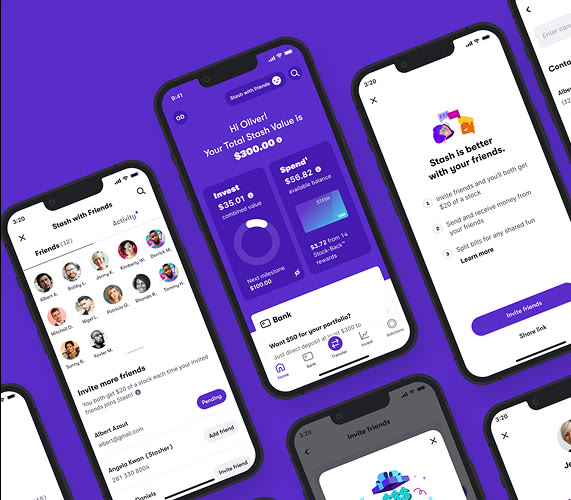 3:20
Stash with Friends
Friends (12)
Activity
Albert A.
Bobby L.
Jenny K.
Kimberly W.
Derrick M.
Mitchell D.
Nigel L.
Patricia G.
Rhonda R.
Tommy H.
Sunny B.
Xavier M.
Invite more friends
You both get $20 of a stock each time your invited
friends joins Stash!
Albert Azout
albert@gmail.com
Pending
Angela Kwan (Stasher)
281 330 8004
Add friend
Daniels
Invite friend
9:41
OD
Stash with friends
Hi Oliver!
Your Total Stash Value is
$300.00
Invest
$35.01
combined value
Next milestone
$100.00
Spend
$56.82
available balance
STASH
$3.72 from 14
Stock-Back™
rewards
Bank
Want $50 for your portfolio?
Just direct deposit at least $300 to
Home
Bank
Transfer
Invest
Solutions
3:20
Stash is better
with your friends.
1 Invite friends and you'll both get
$20 of a stock
2 Send and receive money from
your friends
3 Split bills for any shared fun
Learn more
Invite friends
Share link
Enter
Conta
Albe
(32
3:20
Invite friends
3:20
Je